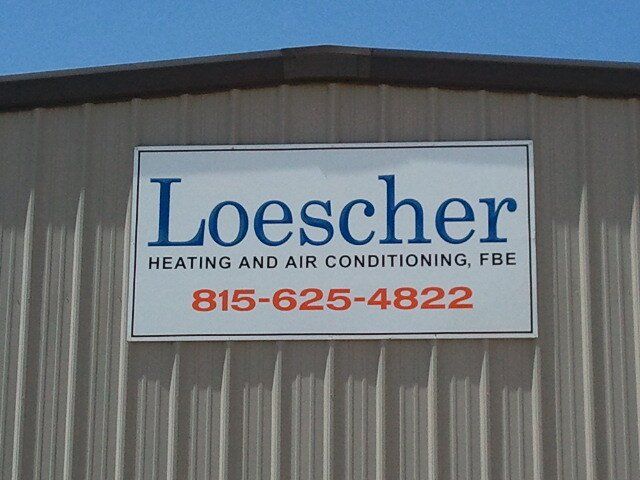 Loescher
HEATING AND AIR CONDITIONING, FBE
815-625-4822